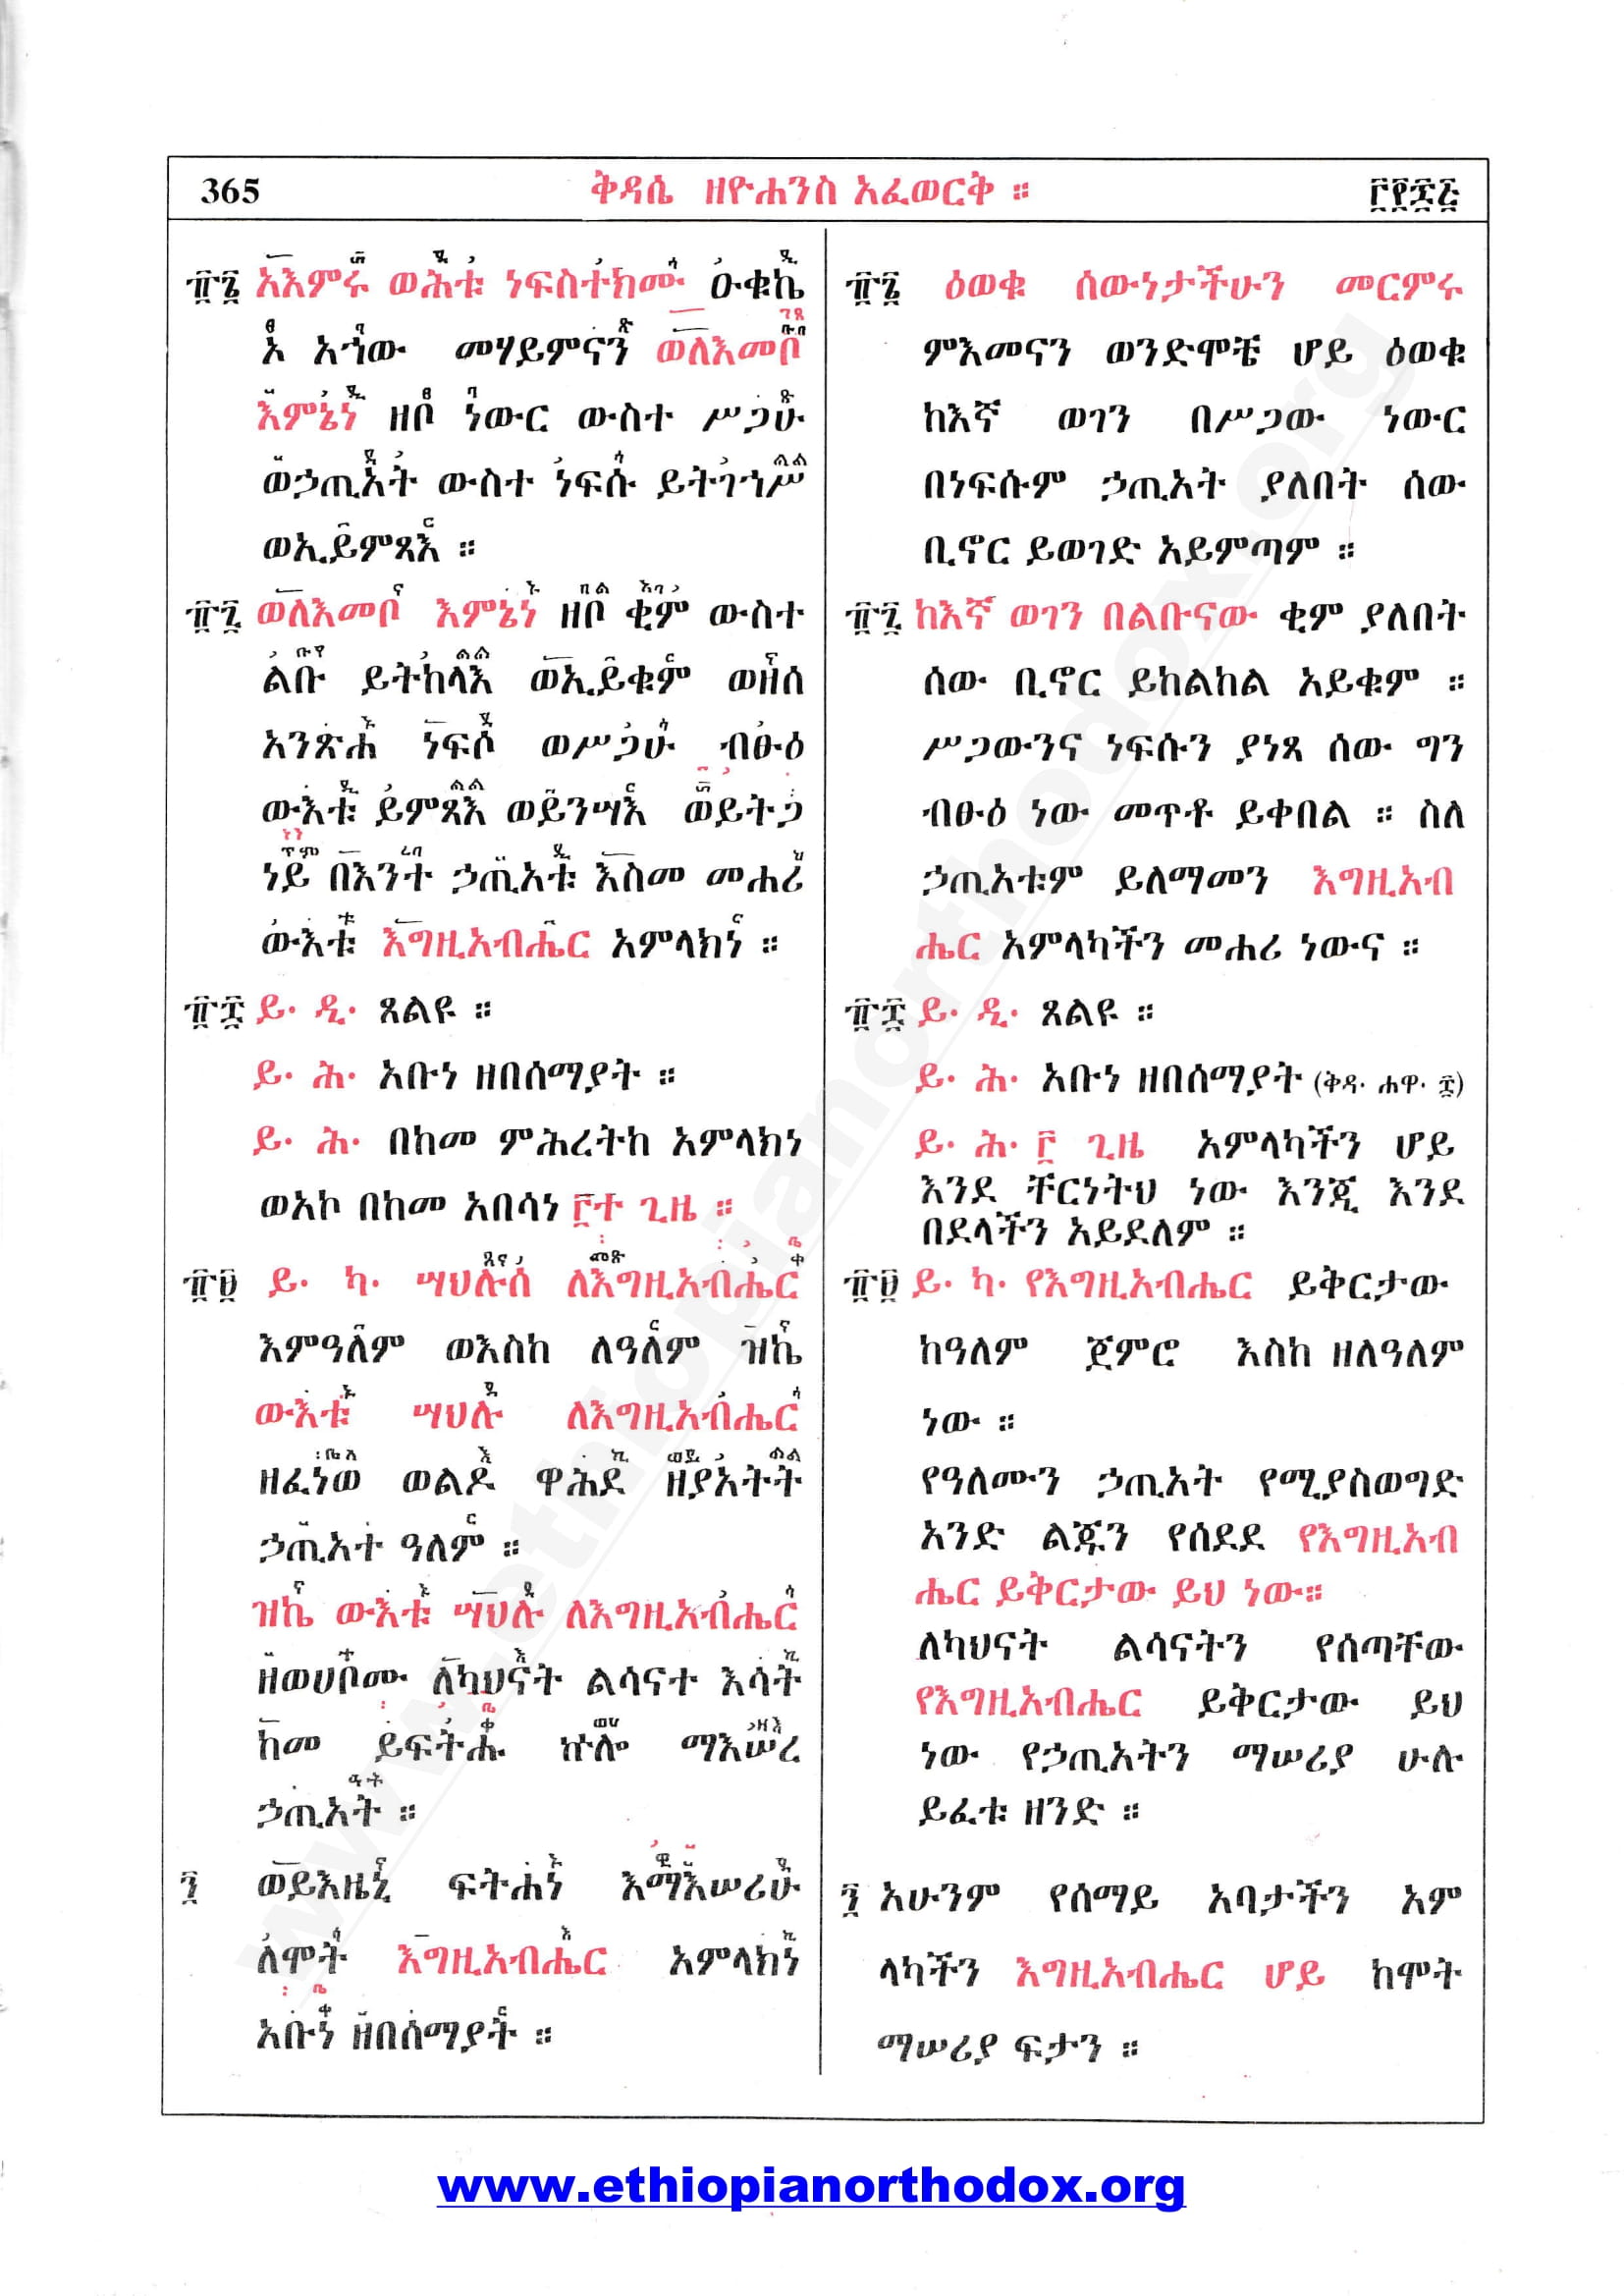 365 ቅዳሴ ዘዮሐንስ አፈወርቅ ። ፫፻፷፭
፹፮ አእምሩ ወሕቱ ነፍስተክሙ ዑቁኬ
ኦ አኀው መሃይምናን ወለእመቦ
እምኔነ ዘቦ ነውር ውስተ ሥጋሁ
ወኃጢአት ውስተ ነፍሱ ይትገኀሥ
ወኢይምጻእ ።
፹፯ ወለእመቦ እምኔነ ዘቦ ቂም ውስተ
ልቡ ይትከላእ ወኢይቁም ወዘሰ
አንጽሐ ነፍሶ ወሥጋሁ ብፁዕ
ውእቱ ይምጻእ ወይንሣእ ወይትጋ
ነይ በእንተ ኃጢአቱ እስመ መሐሪ
ውእቱ እግዚአብሔር አምላክነ ።
፹፰ ይ. ዲ. ጸልዩ ።
ይ. ሕ. አቡነ ዘበሰማያት ።
ይ. ሕ. በከመ ምሕረትከ አምላክነ
ወአኮ በከመ አበሳነ ፫ተ ጊዜ ።
፹፱ ይ. ካ. ሣህሉሰ ለእግዚአብሔር
እምዓለም ወእስከ ለዓለም ዝኬ
ውእቱ ሣህሉ ለእግዚአብሔር
ዘፈነወ ወልዶ ዋሕደ ዘያአትት
ኃጢአተ ዓለም ።
ዝኬ ውእቱ ሣህሉ ለእግዚአብሔር
ዘወሀቦሙ ለካህናት ልሳናተ እሳት
ከመ ይፍትሑ ኵሎ ማእሠረ
ኃጢአት ።
፺ ወይእዜኒ ፍትሐነ እማእሠሪሁ
ለሞት እግዚአብሔር አምላክነ
አቡነ ዘበሰማያት ።
፹፮ ዕወቁ ሰውነታችሁን መርምሩ
ምእመናን ወንድሞቼ ሆይ ዕወቁ
ከእኛ ወገን በሥጋው ነውር
በነፍሱም ኃጢአት ያለበት ሰው
ቢኖር ይወገድ አይምጣም ።
፹፯ ከእኛ ወገን በልቡናው ቂም ያለበት
ሰው ቢኖር ይከልከል አይቁም ።
ሥጋውንና ነፍሱን ያነጻ ሰው ግን
ብፁዕ ነው መጥቶ ይቀበል ። ስለ
ኃጢአቱም ይለማመን እግዚአብ
ሔር አምላካችን መሐሪ ነውና ።
፹፰ ይ. ዲ. ጸልዩ ።
ይ. ሕ. አቡነ ዘበሰማያት (ቅዳ. ሐዋ. ፷)
ይ. ሕ. ፫ ጊዜ አምላካችን ሆይ
እንደ ቸርነትህ ነው እንጂ እንደ
በደላችን አይደለም ።
፹፱ ይ. ካ. የእግዚአብሔር ይቅርታው
ከዓለም ጀምሮ እስከ ዘለዓለም
ነው ።
የዓለሙን ኃጢአት የሚያስወግድ
አንድ ልጁን የሰደደ የእግዚአብ
ሔር ይቅርታው ይህ ነው።
ለካህናት ልሳናትን የሰጣቸው
የእግዚአብሔር ይቅርታው ይህ
ነው የኃጢአትን ማሠሪያ ሁሉ
ይፈቱ ዘንድ ።
፺ አሁንም የሰማይ አባታችን አም
ላካችን እግዚአብሔር ሆይ ከሞት
ማሠሪያ ፍታን ።
www.ethiopianorthodox.org